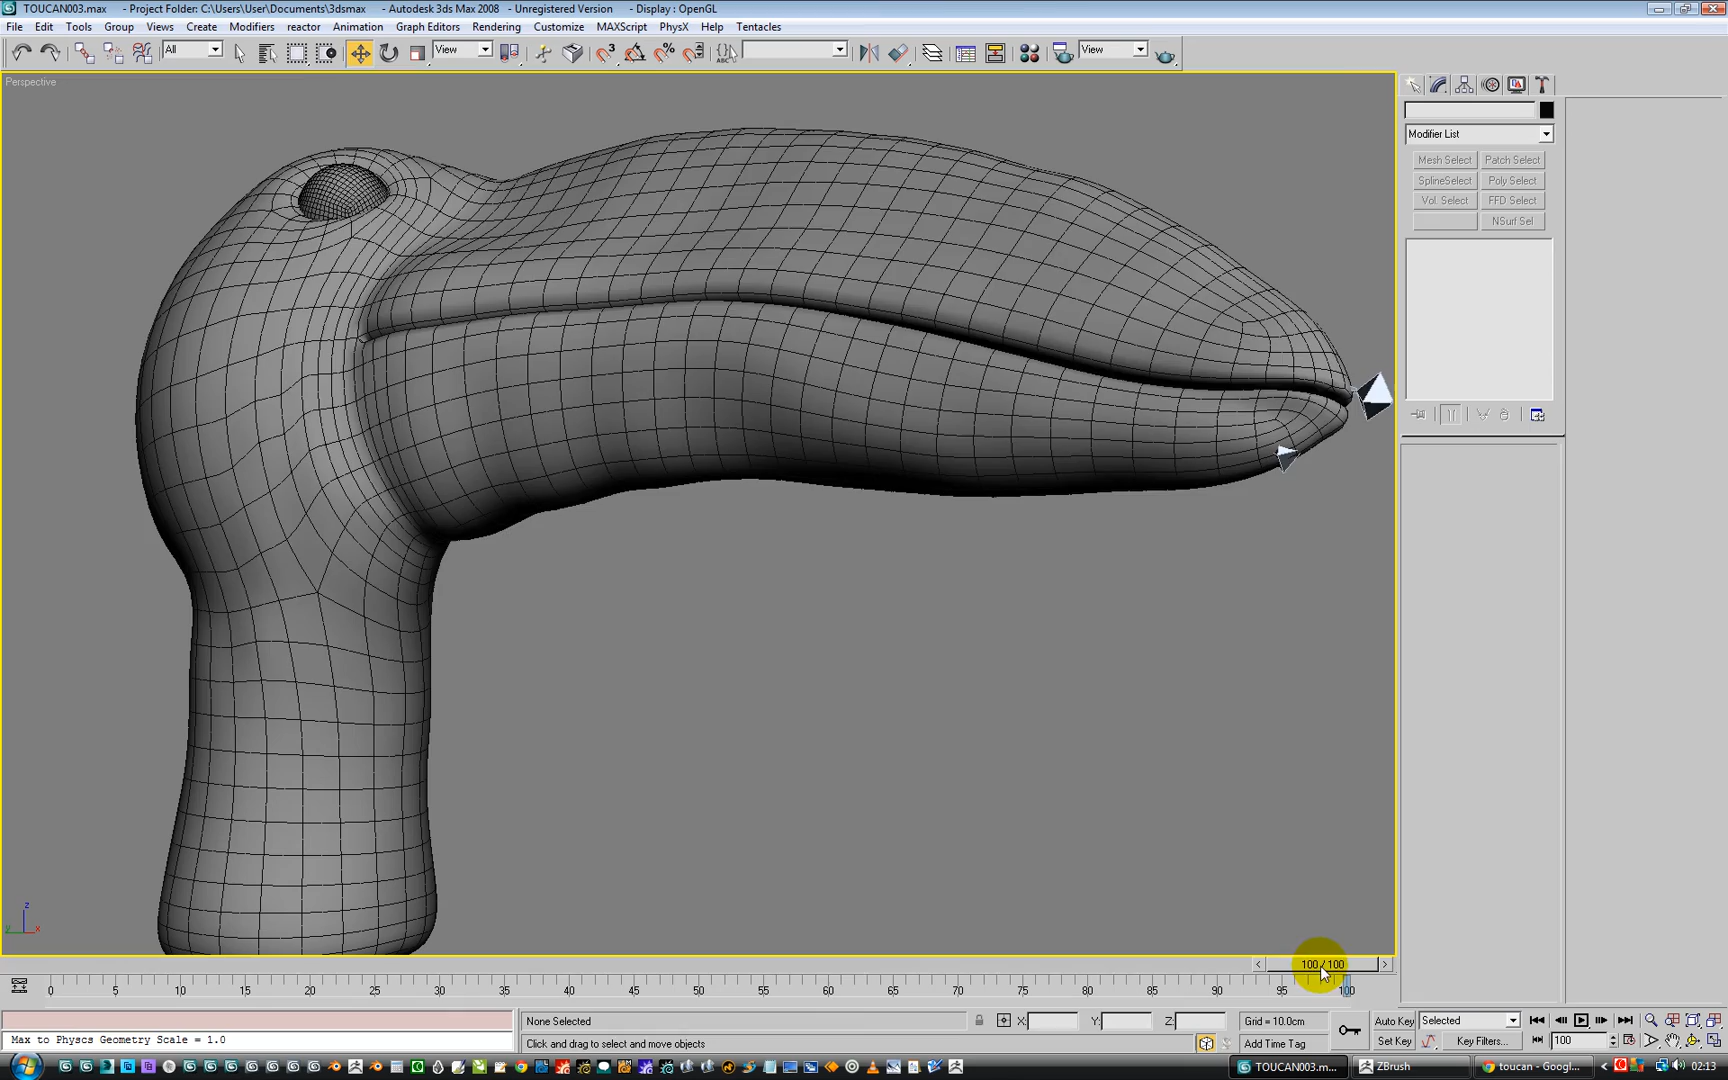 TOUCAN003.max - Project Folder: C:\Users\User\Documents\3dsmax - Autodesk 3ds Max 2008 - Unregistered Version - Display : OpenGL
File Edit Tools Group Views Create Modifiers reactor Animation Graph Editors Rendering Customize MAXScript PhysX Help Tentacles
All View View
Perspective
Modifier List
Mesh Select Patch Select
SplineSelect Poly Select
Vol. Select FFD Select
NSurf Sel
z
y x
< 100 / 100 >
0 5 10 15 20 25 30 35 40 45 50 55 60 65 70 75 80 85 90 95 100
None Selected X: Y: Z: Grid = 10.0cm Auto Key Selected
Max to Physcs Geometry Scale = 1.0 Click and drag to select and move objects Add Time Tag Set Key Key Filters... 100
TOUCAN003.m... ZBrush toucan - Googl... 02:13